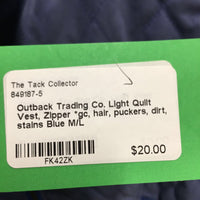 The Tack Collector
849187-5
Outback Trading Co. Light Quilt
Vest, Zipper *gc, hair, puckers, dirt,
stains Blue M/L
FK42ZK
$20.00